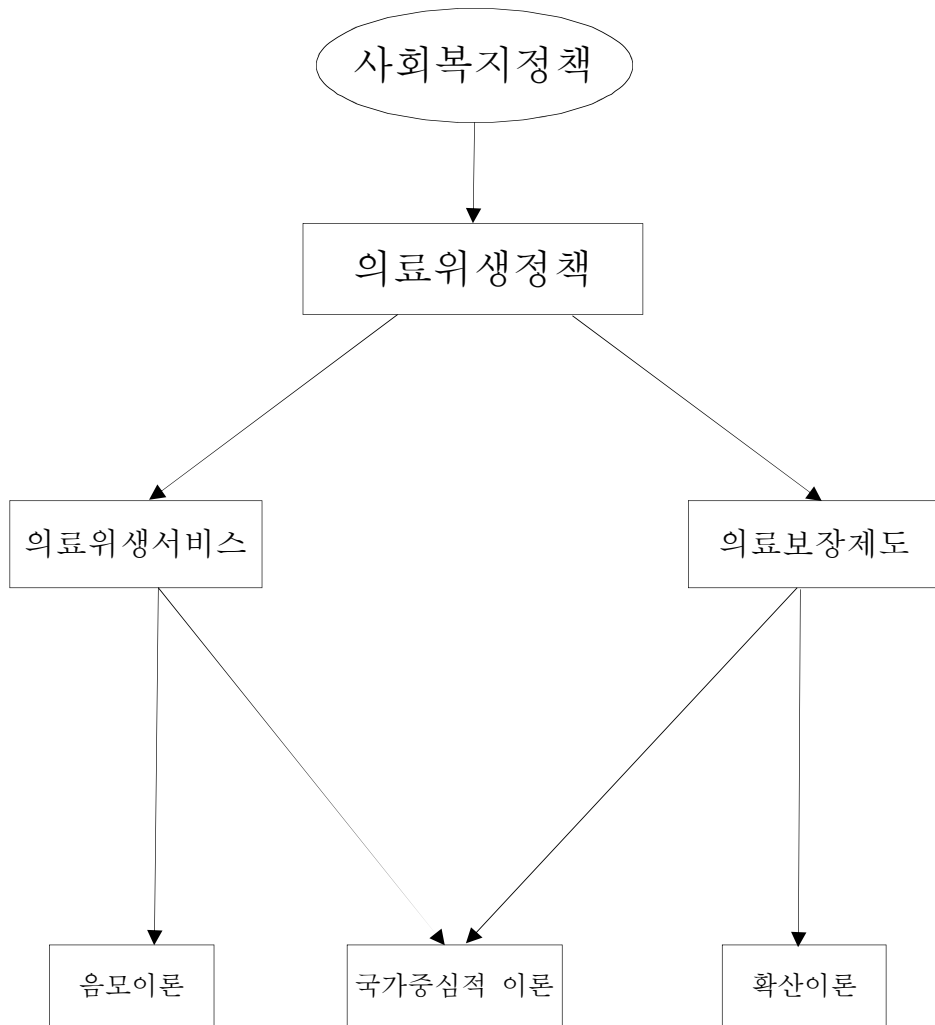 사회복지정책
의료위생정책
의료위생서비스
의료보장제도
음모이론
국가중심적 이론
확산이론